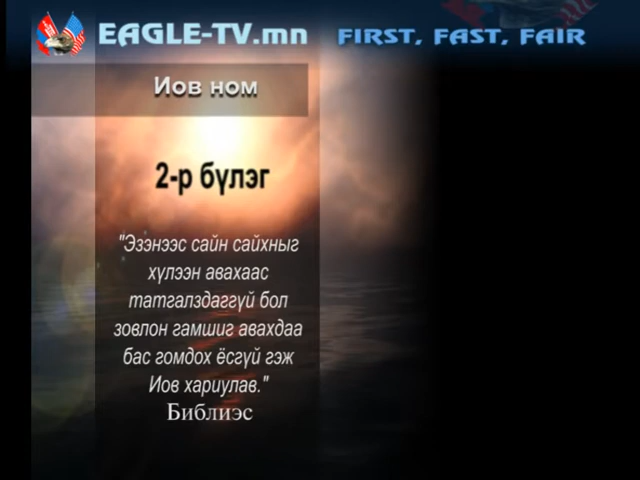 EAGLE-TV.mn FIRST, FAST, FAIR
Иов ном
2-р бүлэг
"Эзэнээс сайн сайхныг
хүлээн авахаас
татгалздаггүй бол
зовлон гамшиг авахдаа
бас гомдох ёсгүй гэж
Иов хариулав."
Библиэс